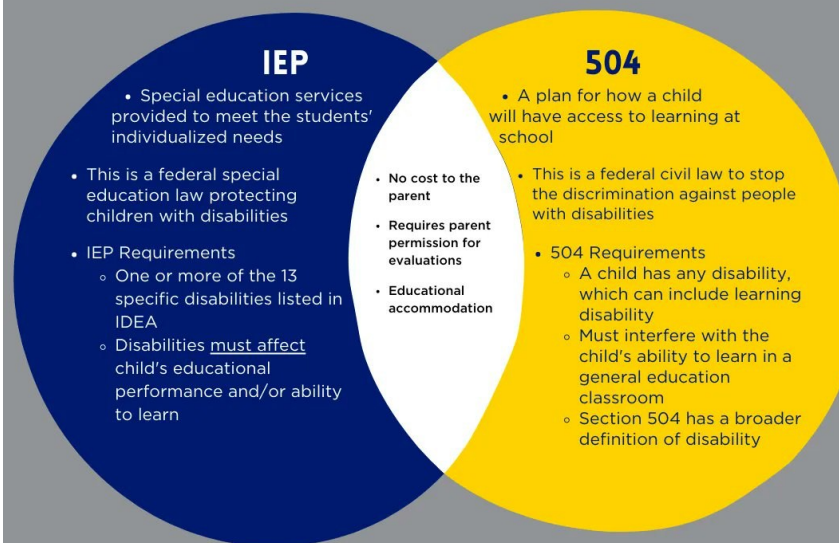 IEP
• Special education services
provided to meet the students'
individualized needs
• This is a federal special
education law protecting
children with disabilities
• IEP Requirements
◦ One or more of the 13
specific disabilities listed in
IDEA
◦ Disabilities must affect
child's educational
performance and/or ability
to learn
• No cost to the
parent
• Requires parent
permission for
evaluations
• Educational
accommodation
504
• A plan for how a child
will have access to learning at
school
• This is a federal civil law to stop
the discrimination against people
with disabilities
• 504 Requirements
◦ A child has any disability,
which can include learning
disability
◦ Must interfere with the
child's ability to learn in a
general education
classroom
◦ Section 504 has a broader
definition of disability